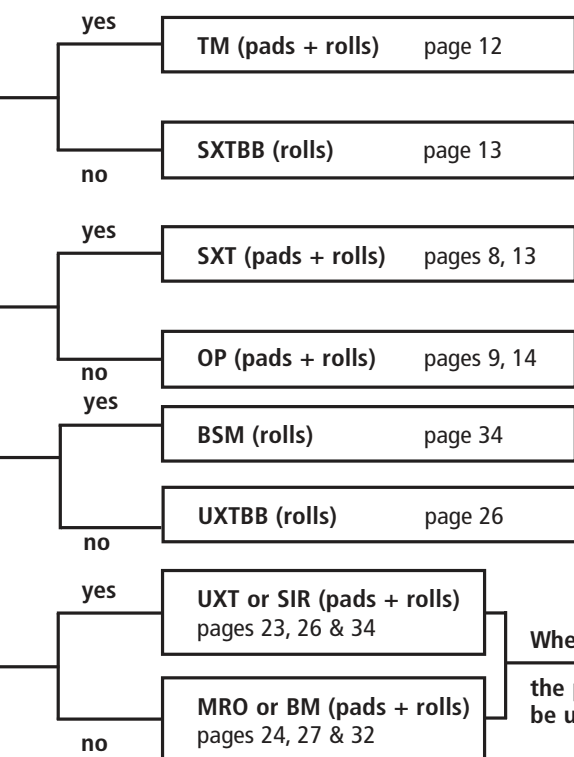 yes
TM (pads + rolls) page 12
SXTBB (rolls) page 13
no
yes
SXT (pads + rolls) pages 8, 13
OP (pads + rolls) pages 9, 14
no
yes
BSM (rolls) page 34
UXTBB (rolls) page 26
no
yes
UXT or SIR (pads + rolls)
pages 23, 26 & 34
MRO or BM (pads + rolls)
pages 24, 27 & 32
no
the